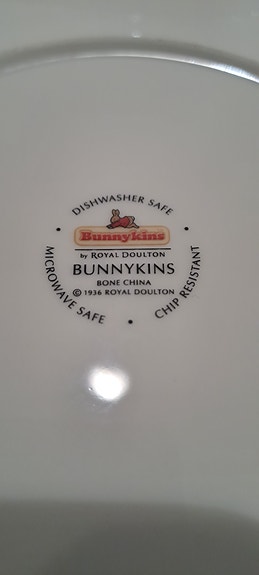 DISHWASHER SAFE
Bunnykins
by ROYAL DOULTON
BUNNYKINS
BONE CHINA
© 1936 ROYAL DOULTON
MICROWAVE SAFE
CHIP RESISTANT